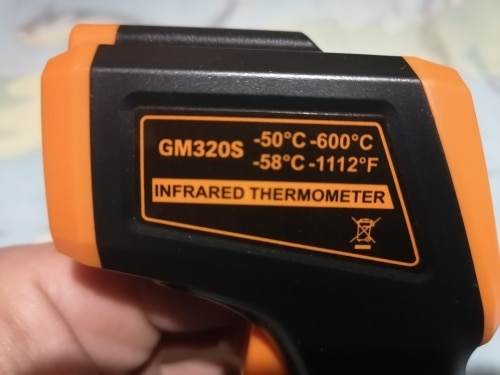 GM320S -50°C -600°C
-58°C -1112°F
INFRARED THERMOMETER